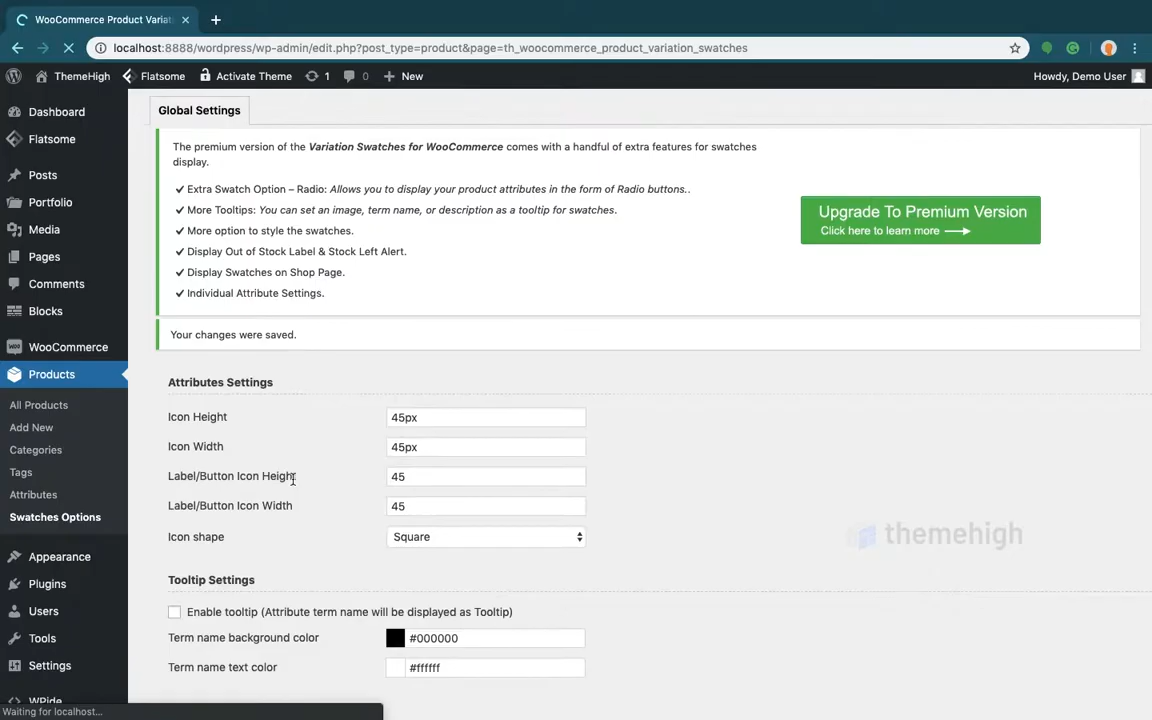 WooCommerce Product Variat
localhost:8888/wordpress/wp-admin/edit.php?post_type=product&page=th_woocommerce_product_variation_swatches
ThemeHigh
Flatsome
Activate Theme
1
0
New
Howdy, Demo User
Dashboard
Flatsome
Posts
Portfolio
Media
Pages
Comments
Blocks
WooCommerce
Products
All Products
Add New
Categories
Tags
Attributes
Swatches Options
Appearance
Plugins
Users
Tools
Settings
WPide
Waiting for localhost...
Global Settings
The premium version of the Variation Swatches for WooCommerce comes with a handful of extra features for swatches
display.
✔ Extra Swatch Option – Radio: Allows you to display your product attributes in the form of Radio buttons..
✔ More Tooltips: You can set an image, term name, or description as a tooltip for swatches.
✔ More option to style the swatches.
✔ Display Out of Stock Label & Stock Left Alert.
✔ Display Swatches on Shop Page.
✔ Individual Attribute Settings.
Upgrade To Premium Version
Click here to learn more
Your changes were saved.
Attributes Settings
Icon Height 45px
Icon Width 45px
Label/Button Icon Height 45
Label/Button Icon Width 45
Icon shape Square
themehigh
Tooltip Settings
Enable tooltip (Attribute term name will be displayed as Tooltip)
Term name background color #000000
Term name text color #ffffff